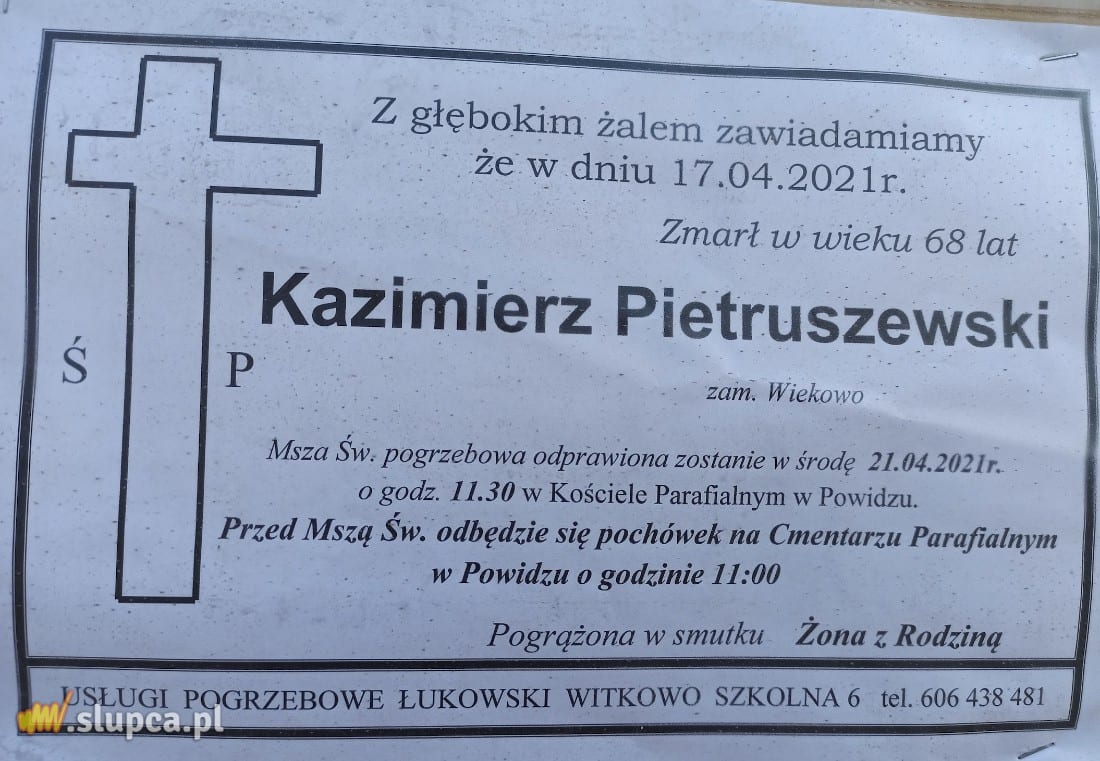 Z głębokim żalem zawiadamiamy
że w dniu 17.04.2021r.
Zmarł w wieku 68 lat
Kazimierz Pietruszewski
Ś P
zam. Wiekowo
Msza Św. pogrzebowa odprawiona zostanie w środę 21.04.2021r.
o godz. 11.30 w Kościele Parafialnym w Powidzu.
Przed Mszą Św. odbędzie się pochówek na Cmentarzu Parafialnym
w Powidzu o godzinie 11:00
Pogrążona w smutku Żona z Rodziną
USŁUGI POGRZEBOWE ŁUKOWSKI WITKOWO SZKOLNA 6 tel. 606 438 481
.slupca.pl